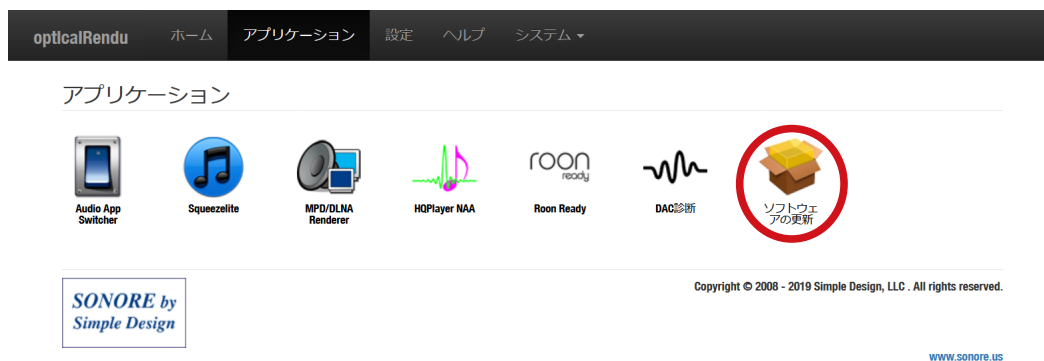 optIcalRendu ホーム アプリケーション 設定 ヘルプ システム
アプリケーション
roon
ready
Audio App
Switcher
Squeezelite
MPD/DLNA
Renderer
HQPlayer NAA
Roon Ready
DAC診断
ソフトウェ
アの更新
SONORE by
Simple Design
Copyright © 2008 - 2019 Simple Design, LLC . All rights reserved.
www.sonore.us